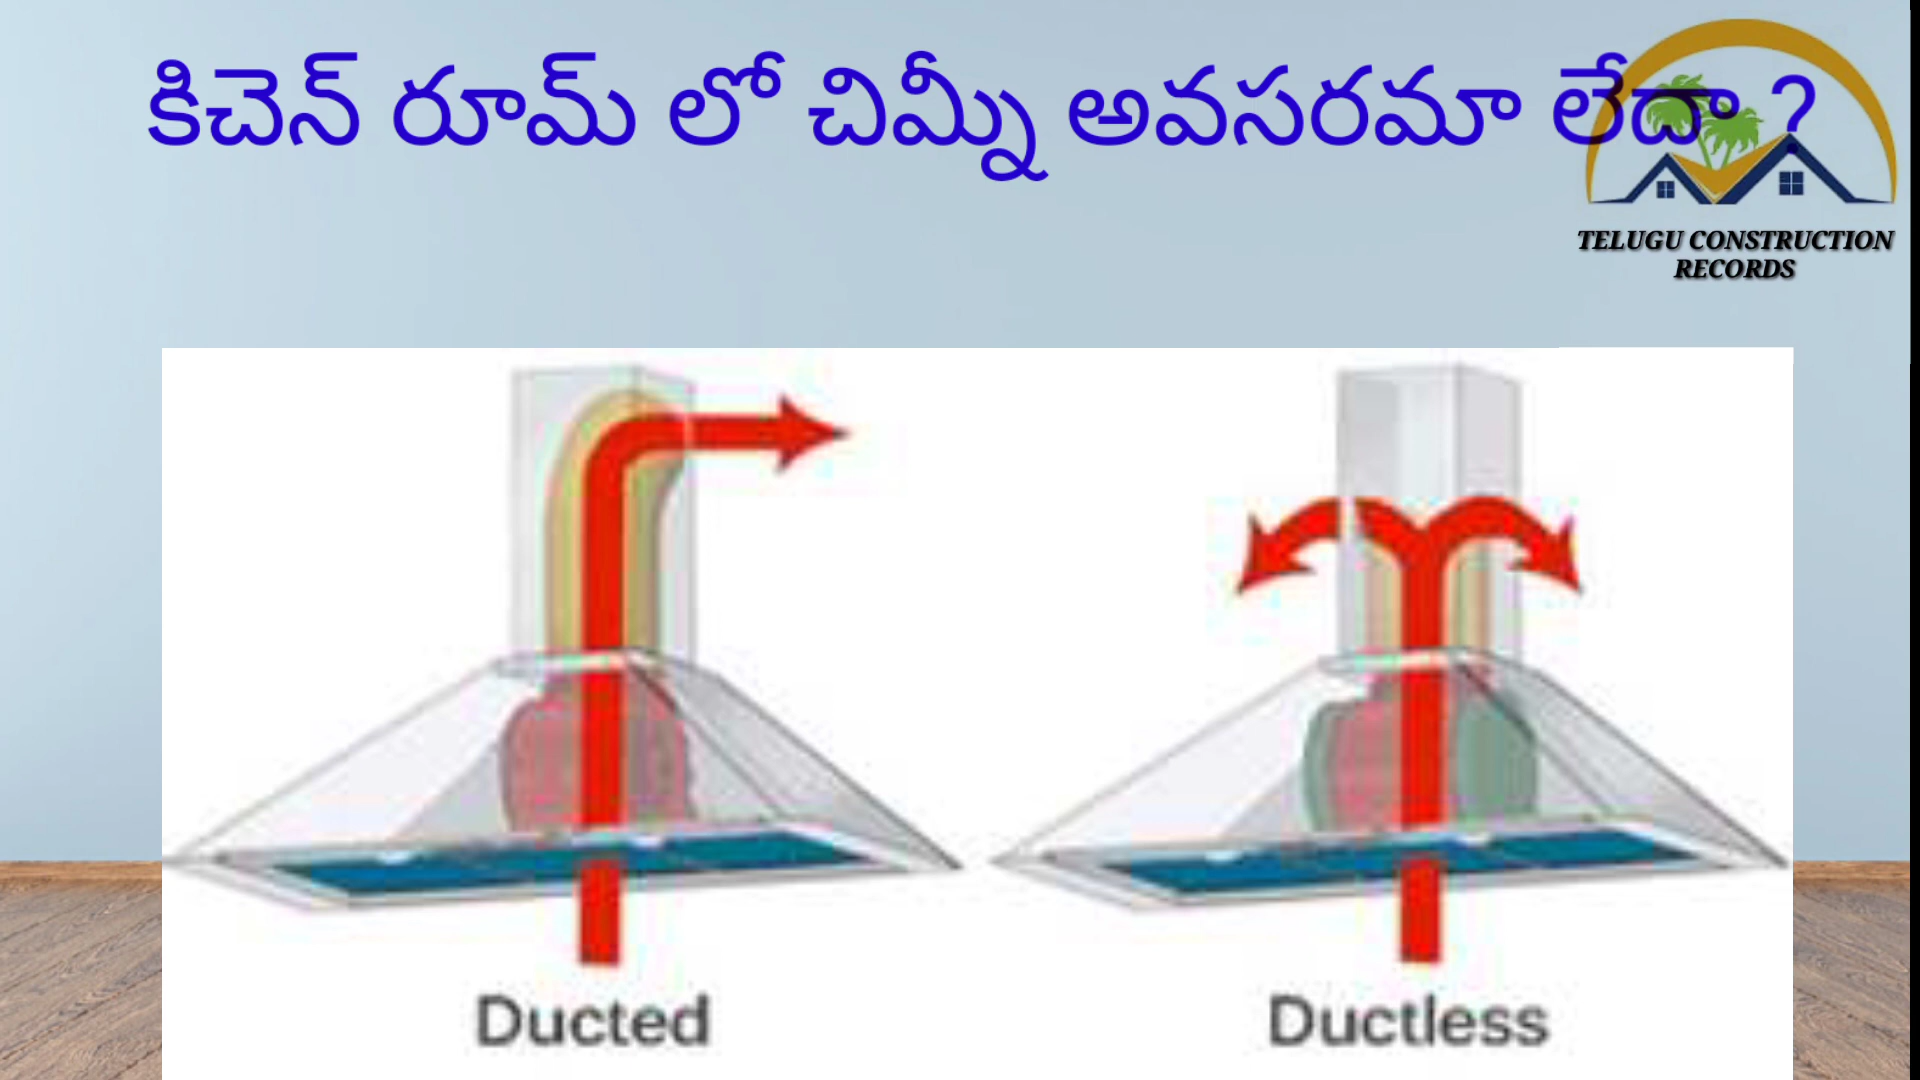 కిచెన్ రూమ్ లో చిమ్నీ అవసరమా లేదా ?
TELUGU CONSTRUCTION
RECORDS
Ducted
Ductless